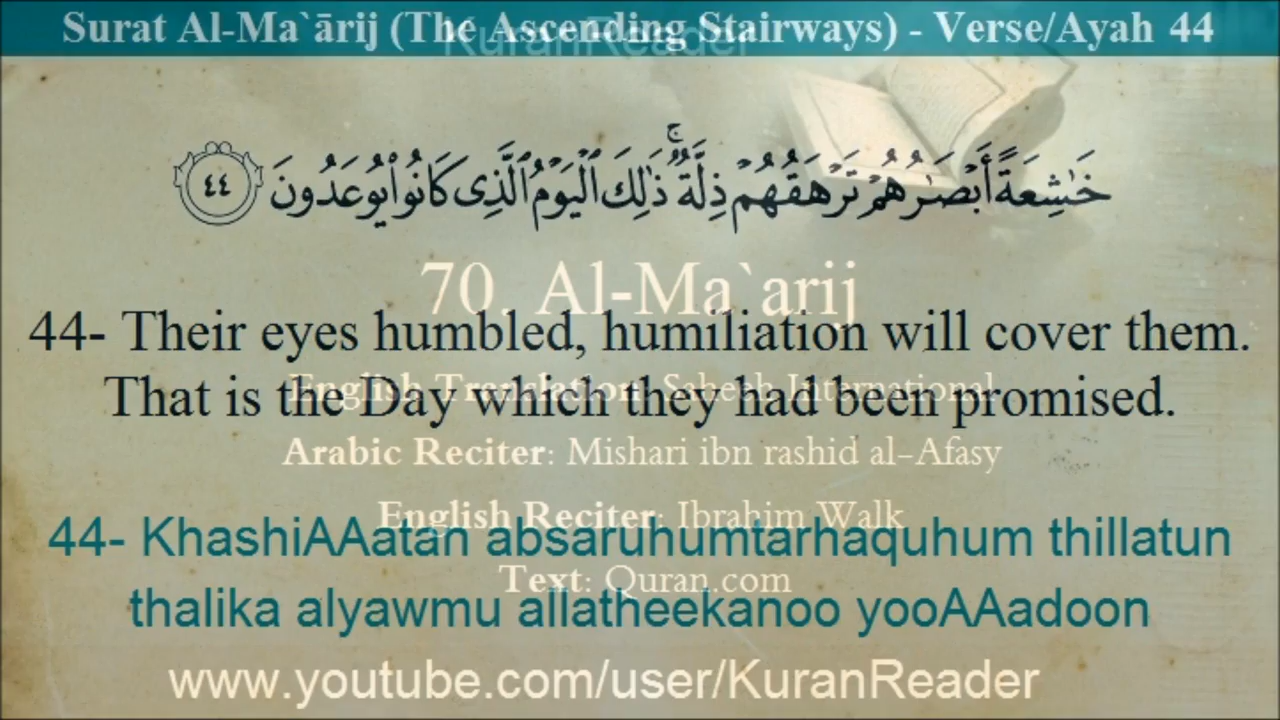 Surat Al-Ma`ārij (The Ascending Stairways) - Verse/Ayah 44
KuranReader
خَـٰشِعَةً أَبْصَـٰرُهُمْ تَرْهَقُهُمْ ذِلَّةٌ ۚ ذَٰلِكَ ٱلْيَوْمُ ٱلَّذِى كَانُوا۟ يُوعَدُونَ ٤٤
70. Al-Ma`arij
44- Their eyes humbled, humiliation will cover them.
English Translation: Saheeh International
That is the Day which they had been promised.
Arabic Reciter: Mishari ibn rashid al-Afasy
English Reciter: Ibrahim Walk
44- KhashiAAatan absaruhumtarhaquhum thillatun
Text: Quran.com
thalika alyawmu allatheekanoo yooAAadoon
www.youtube.com/user/KuranReader